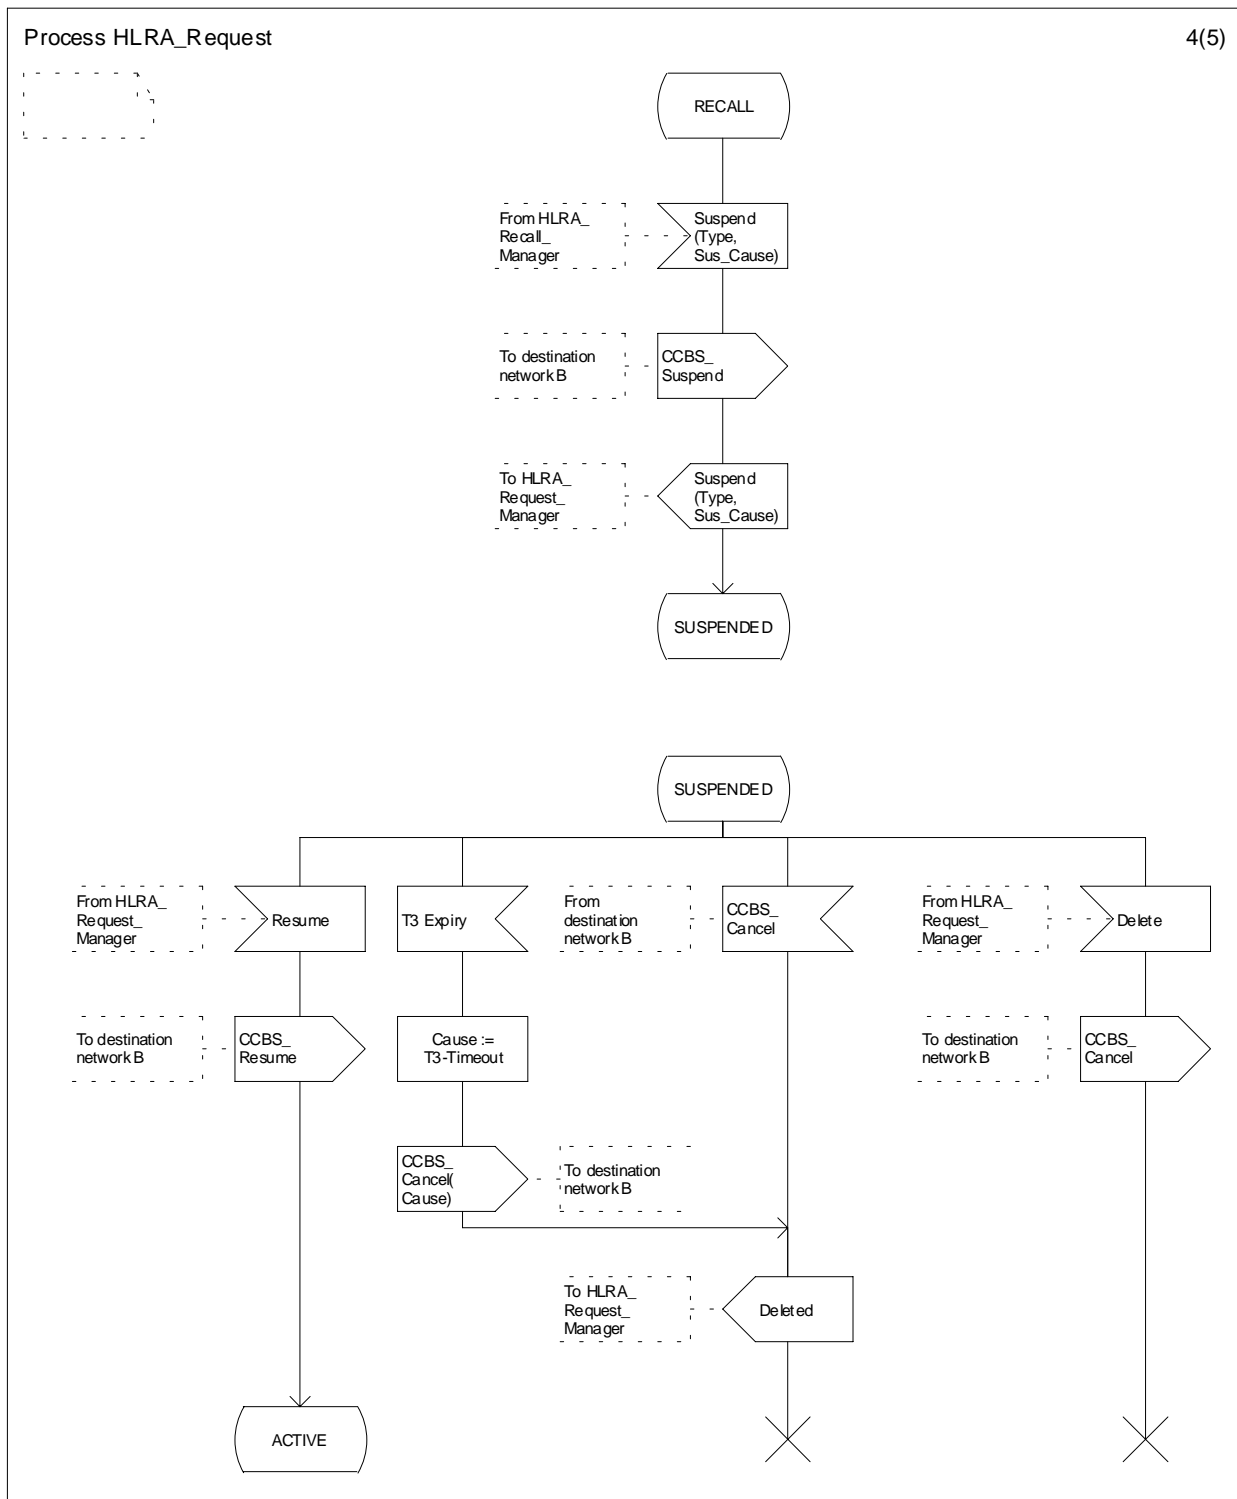 Process HLRA_Request
4(5)
RECALL
From HLRA_
Recall_
Manager
Suspend
(Type,
Sus_Cause)
To destination
network B
CCBS_
Suspend
To HLRA_
Request_
Manager
Suspend
(Type,
Sus_Cause)
SUSPENDED
SUSPENDED
From HLRA_
Request_
Manager
Resume
T3 Expiry
From
destination
network B
CCBS_
Cancel
From HLRA_
Request_
Manager
Delete
To destination
network B
CCBS_
Resume
Cause :=
T3-Timeout
To destination
network B
CCBS_
Cancel
CCBS_
Cancel(
Cause)
To destination
network B
To HLRA_
Request_
Manager
Deleted
ACTIVE